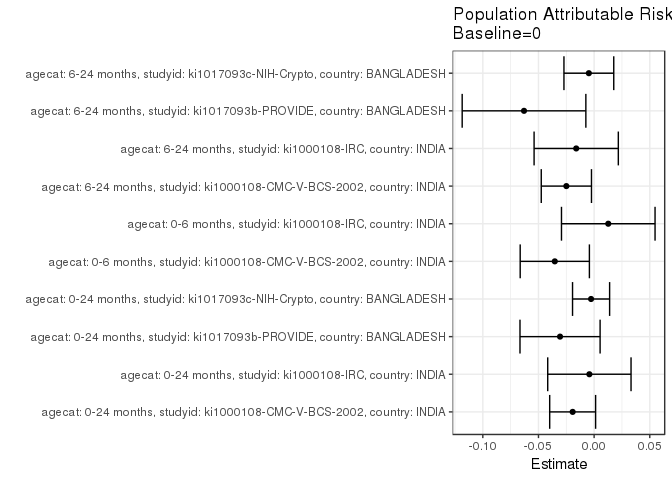 Population Attributable Risk
Baseline=0
agecat: 6-24 months, studyid: ki1017093c-NIH-Crypto, country: BANGLADESH
agecat: 6-24 months, studyid: ki1017093b-PROVIDE, country: BANGLADESH
agecat: 6-24 months, studyid: ki1000108-IRC, country: INDIA
agecat: 6-24 months, studyid: ki1000108-CMC-V-BCS-2002, country: INDIA
agecat: 0-6 months, studyid: ki1000108-IRC, country: INDIA
agecat: 0-6 months, studyid: ki1000108-CMC-V-BCS-2002, country: INDIA
agecat: 0-24 months, studyid: ki1017093c-NIH-Crypto, country: BANGLADESH
agecat: 0-24 months, studyid: ki1017093b-PROVIDE, country: BANGLADESH
agecat: 0-24 months, studyid: ki1000108-IRC, country: INDIA
agecat: 0-24 months, studyid: ki1000108-CMC-V-BCS-2002, country: INDIA
-0.10 -0.05 0.00 0.05
Estimate